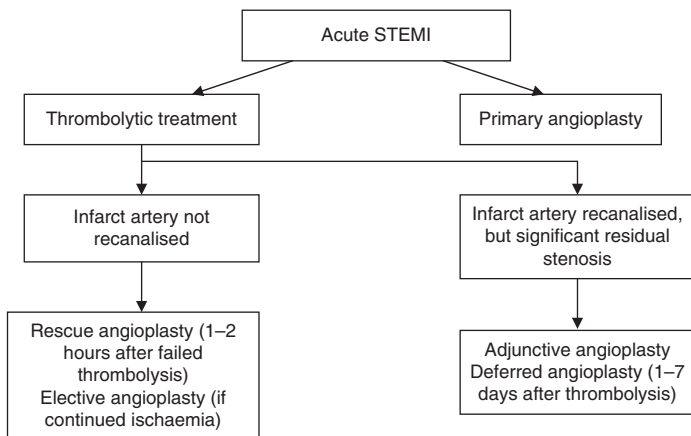 Acute STEMI
Thrombolytic treatment
Primary angioplasty
Infarct artery not
recanalised
Infarct artery recanalised,
but significant residual
stenosis
Rescue angioplasty (1–2
hours after failed
thrombolysis)
Elective angioplasty (if
continued ischaemia)
Adjunctive angioplasty
Deferred angioplasty (1–7
days after thrombolysis)